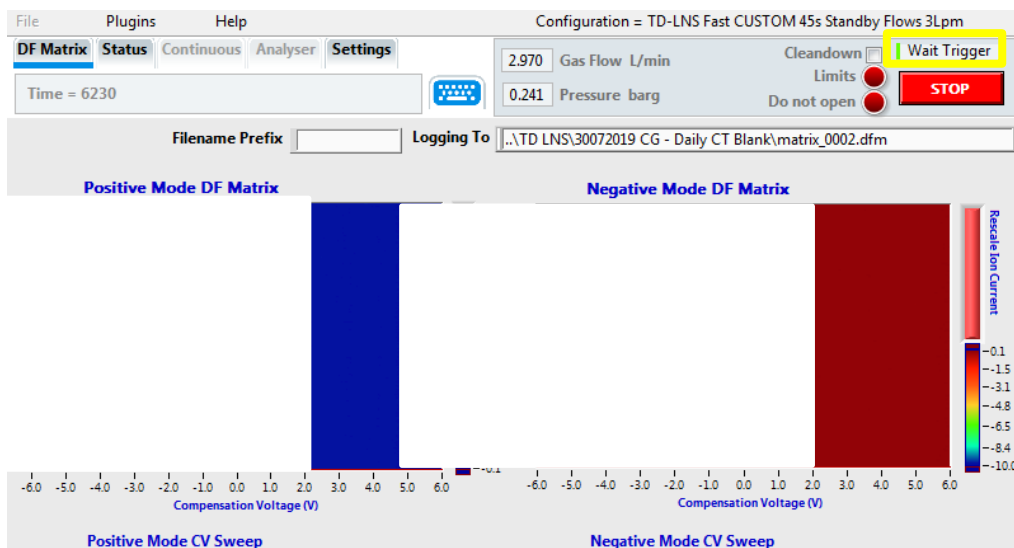 File Plugins Help Configuration = TD-LNS Fast CUSTOM 45s Standby Flows 3Lpm
DF Matrix Status Continuous Analyser Settings
Time = 6230
2.970 Gas Flow L/min
0.241 Pressure barg
Cleandown
Limits
Do not open
Wait Trigger
STOP
Filename Prefix
Logging To ..\TD LNS\30072019 CG - Daily CT Blank\matrix_0002.dfm
Positive Mode DF Matrix
-0.1
-6.0 -5.0 -4.0 -3.0 -2.0 -1.0 0.0 1.0 2.0 3.0 4.0 5.0 6.0
Compensation Voltage (V)
Negative Mode DF Matrix
-6.0 -5.0 -4.0 -3.0 -2.0 -1.0 0.0 1.0 2.0 3.0 4.0 5.0 6.0
Compensation Voltage (V)
Rescale Ion Current
-0.1
-1.5
-3.1
-4.8
-6.5
-8.4
-10.0
Positive Mode CV Sweep
Negative Mode CV Sweep